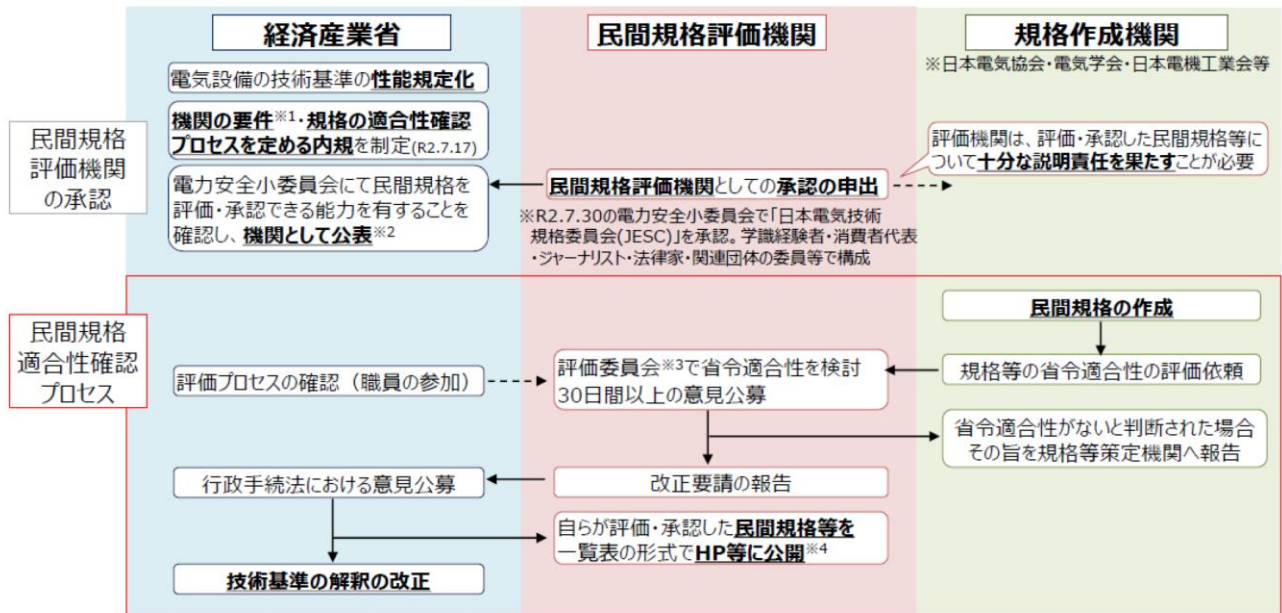 経済産業省
民間規格評価機関
規格作成機関
※日本電気協会・電気学会・日本電機工業会等
民間規格
評価機関
の承認
電気設備の技術基準の性能規定化
機関の要件※1・規格の適合性確認
プロセスを定める内規を制定(R2.7.17)
電力安全小委員会にて民間規格を
評価・承認できる能力を有することを
確認し、機関として公表※2
民間規格評価機関としての承認の申出
※R2.7.30の電力安全小委員会で「日本電気技術
規格委員会(JESC)」を承認。学識経験者・消費者代表
・ジャーナリスト・法律家・関連団体の委員等で構成
評価機関は、評価・承認した民間規格等に
ついて十分な説明責任を果たすことが必要
民間規格
適合性確認
プロセス
民間規格の作成
規格等の省令適合性の評価依頼
評価プロセスの確認（職員の参加）
評価委員会※3で省令適合性を検討
30日間以上の意見公募
省令適合性がないと判断された場合
その旨を規格等策定機関へ報告
行政手続法における意見公募
改正要請の報告
自らが評価・承認した民間規格等を
一覧表の形式でHP等に公開※4
技術基準の解釈の改正